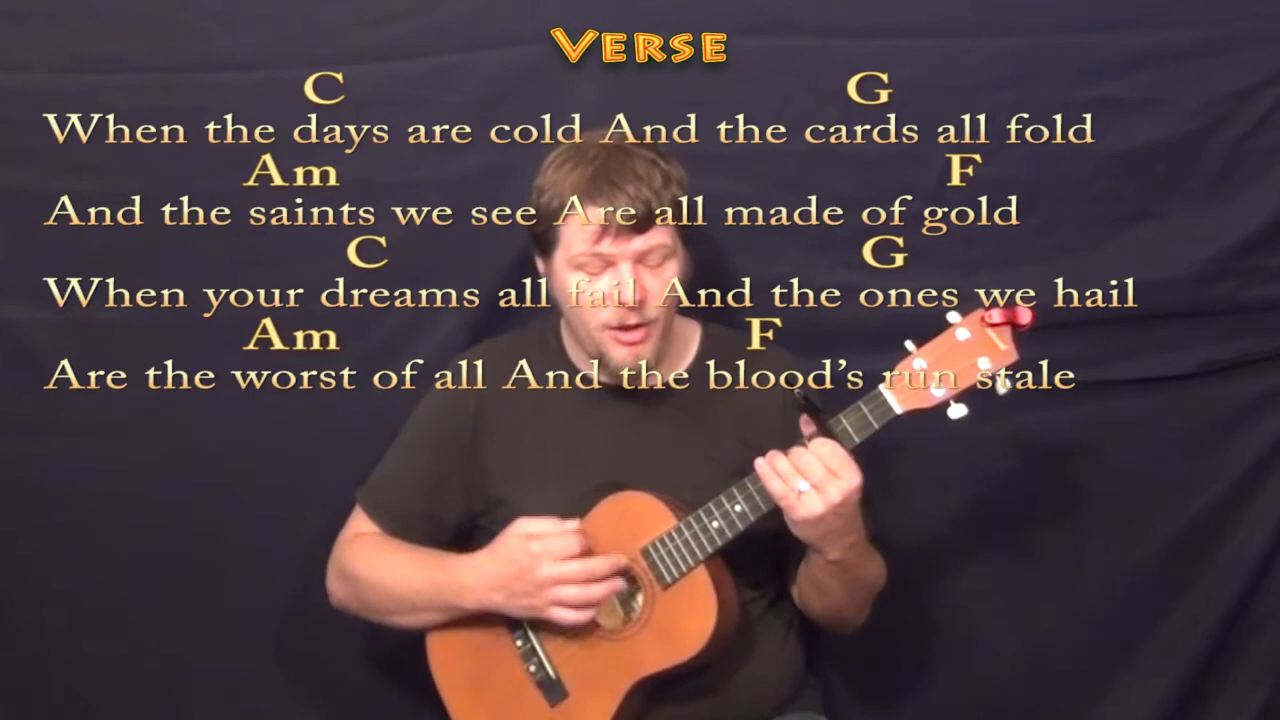 VERSE
C G
When the days are cold And the cards all fold
Am F
And the saints we see Are all made of gold
C G
When your dreams all fail And the ones we hail
Am F
Are the worst of all And the blood's run stale